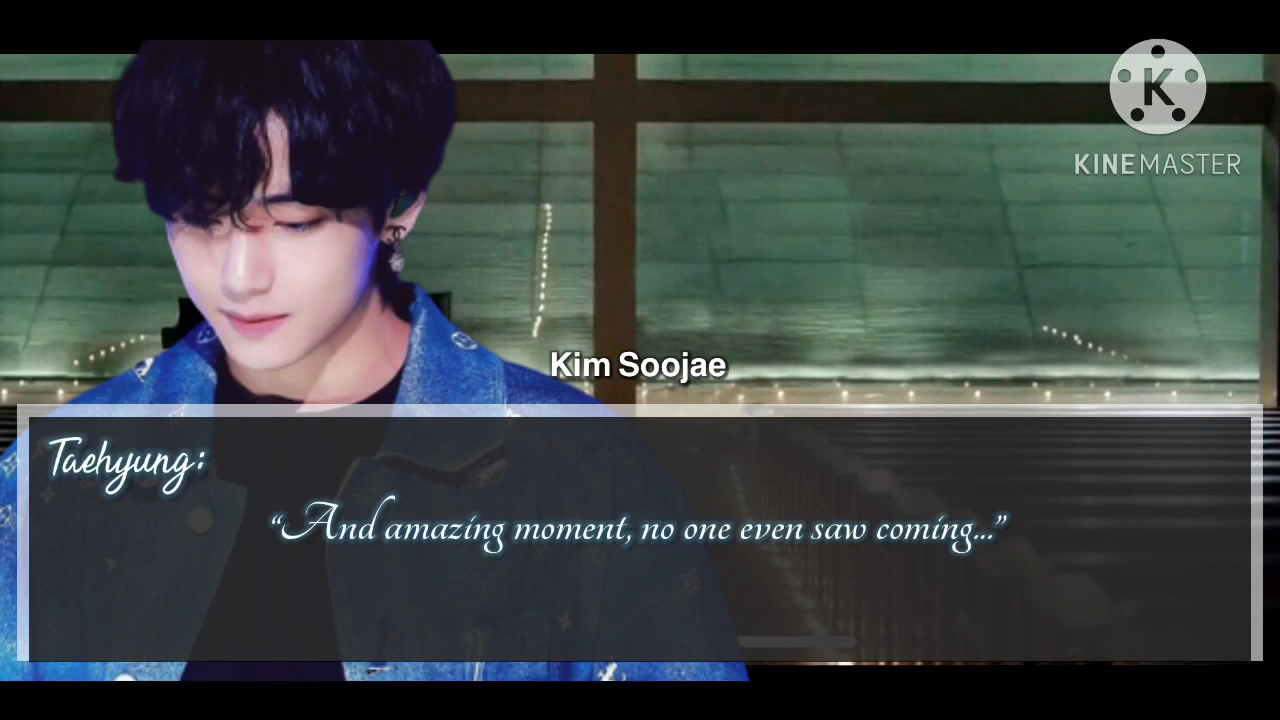 K
KINEMASTER
Kim Soojae
Taehyung:
“And amazing moment, no one even saw coming...”